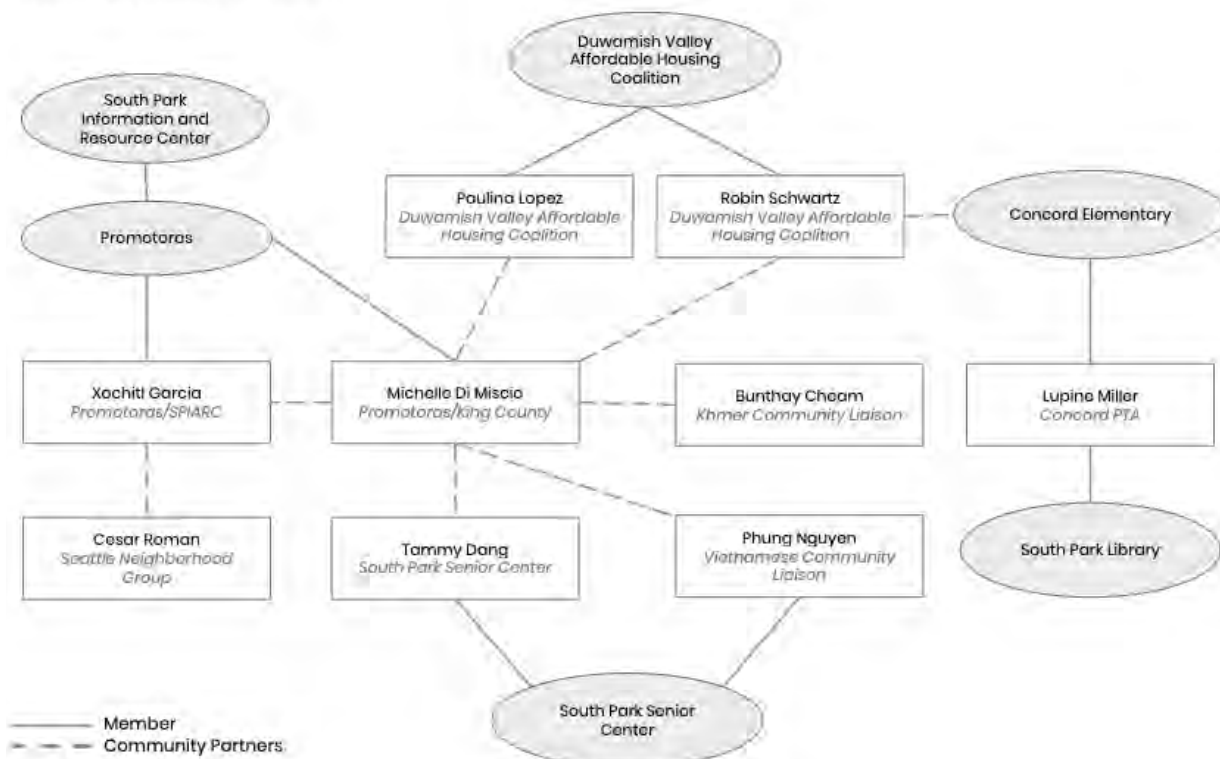 Duwamish Valley
Affordable Housing
Coalition
South Park
Information and
Resource Center
Paulina Lopez
Duwamish Valley Affordable
Housing Coalition
Robin Schwartz
Duwamish Valley Affordable
Housing Coalition
Concord Elementary
Promotoras
Xochitl Garcia
Promotoras/SPIARC
Michelle Di Miscio
Promotoras/King County
Bunthay Cheam
Khmer Community Liaison
Lupine Miller
Concord PTA
Cesar Roman
Seattle Neighborhood
Group
Tammy Dang
South Park Senior Center
Phung Nguyen
Vietnamese Community
Liaison
South Park Library
South Park Senior
Center
Member
Community Partners